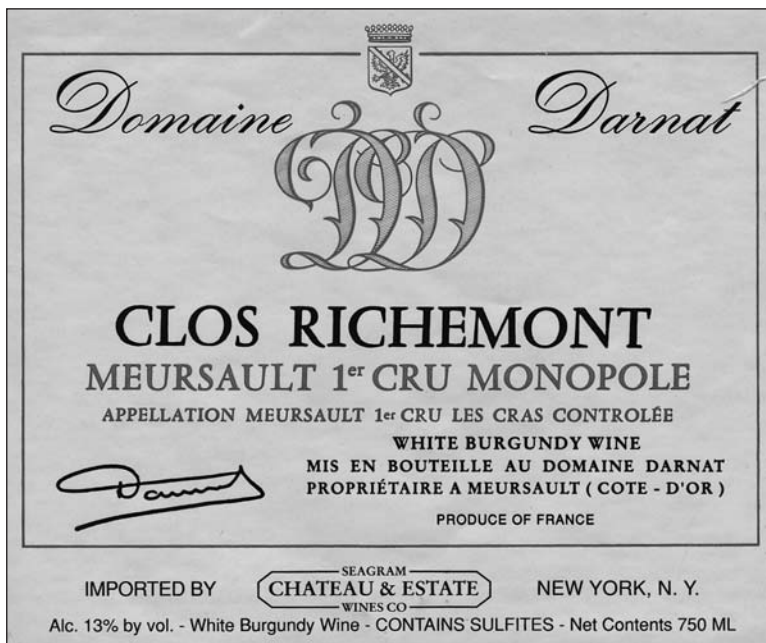 Domaine Darnat
DD
CLOS RICHEMONT
MEURSAULT 1er CRU MONOPOLE
APPELLATION MEURSAULT 1er CRU LES CRAS CONTROLÉE
WHITE BURGUNDY WINE
MIS EN BOUTEILLE AU DOMAINE DARNAT
PROPRIÉTAIRE A MEURSAULT ( COTE - D'OR )
PRODUCE OF FRANCE
SEAGRAM
IMPORTED BY CHATEAU & ESTATE NEW YORK, N. Y.
WINES CO
Alc. 13% by vol. - White Burgundy Wine - CONTAINS SULFITES - Net Contents 750 ML